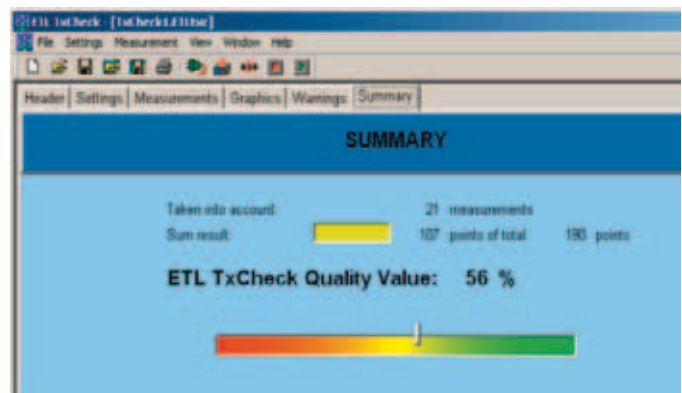 ETL TxCheck - [TxCheck1.ETLtxc]
File Settings Measurement View Window Help
Header Settings Measurements Graphics Warnings Summary
SUMMARY
Taken into account: 21 measurements
Sum result: 107 points of total: 190 points
ETL TxCheck Quality Value: 56 %